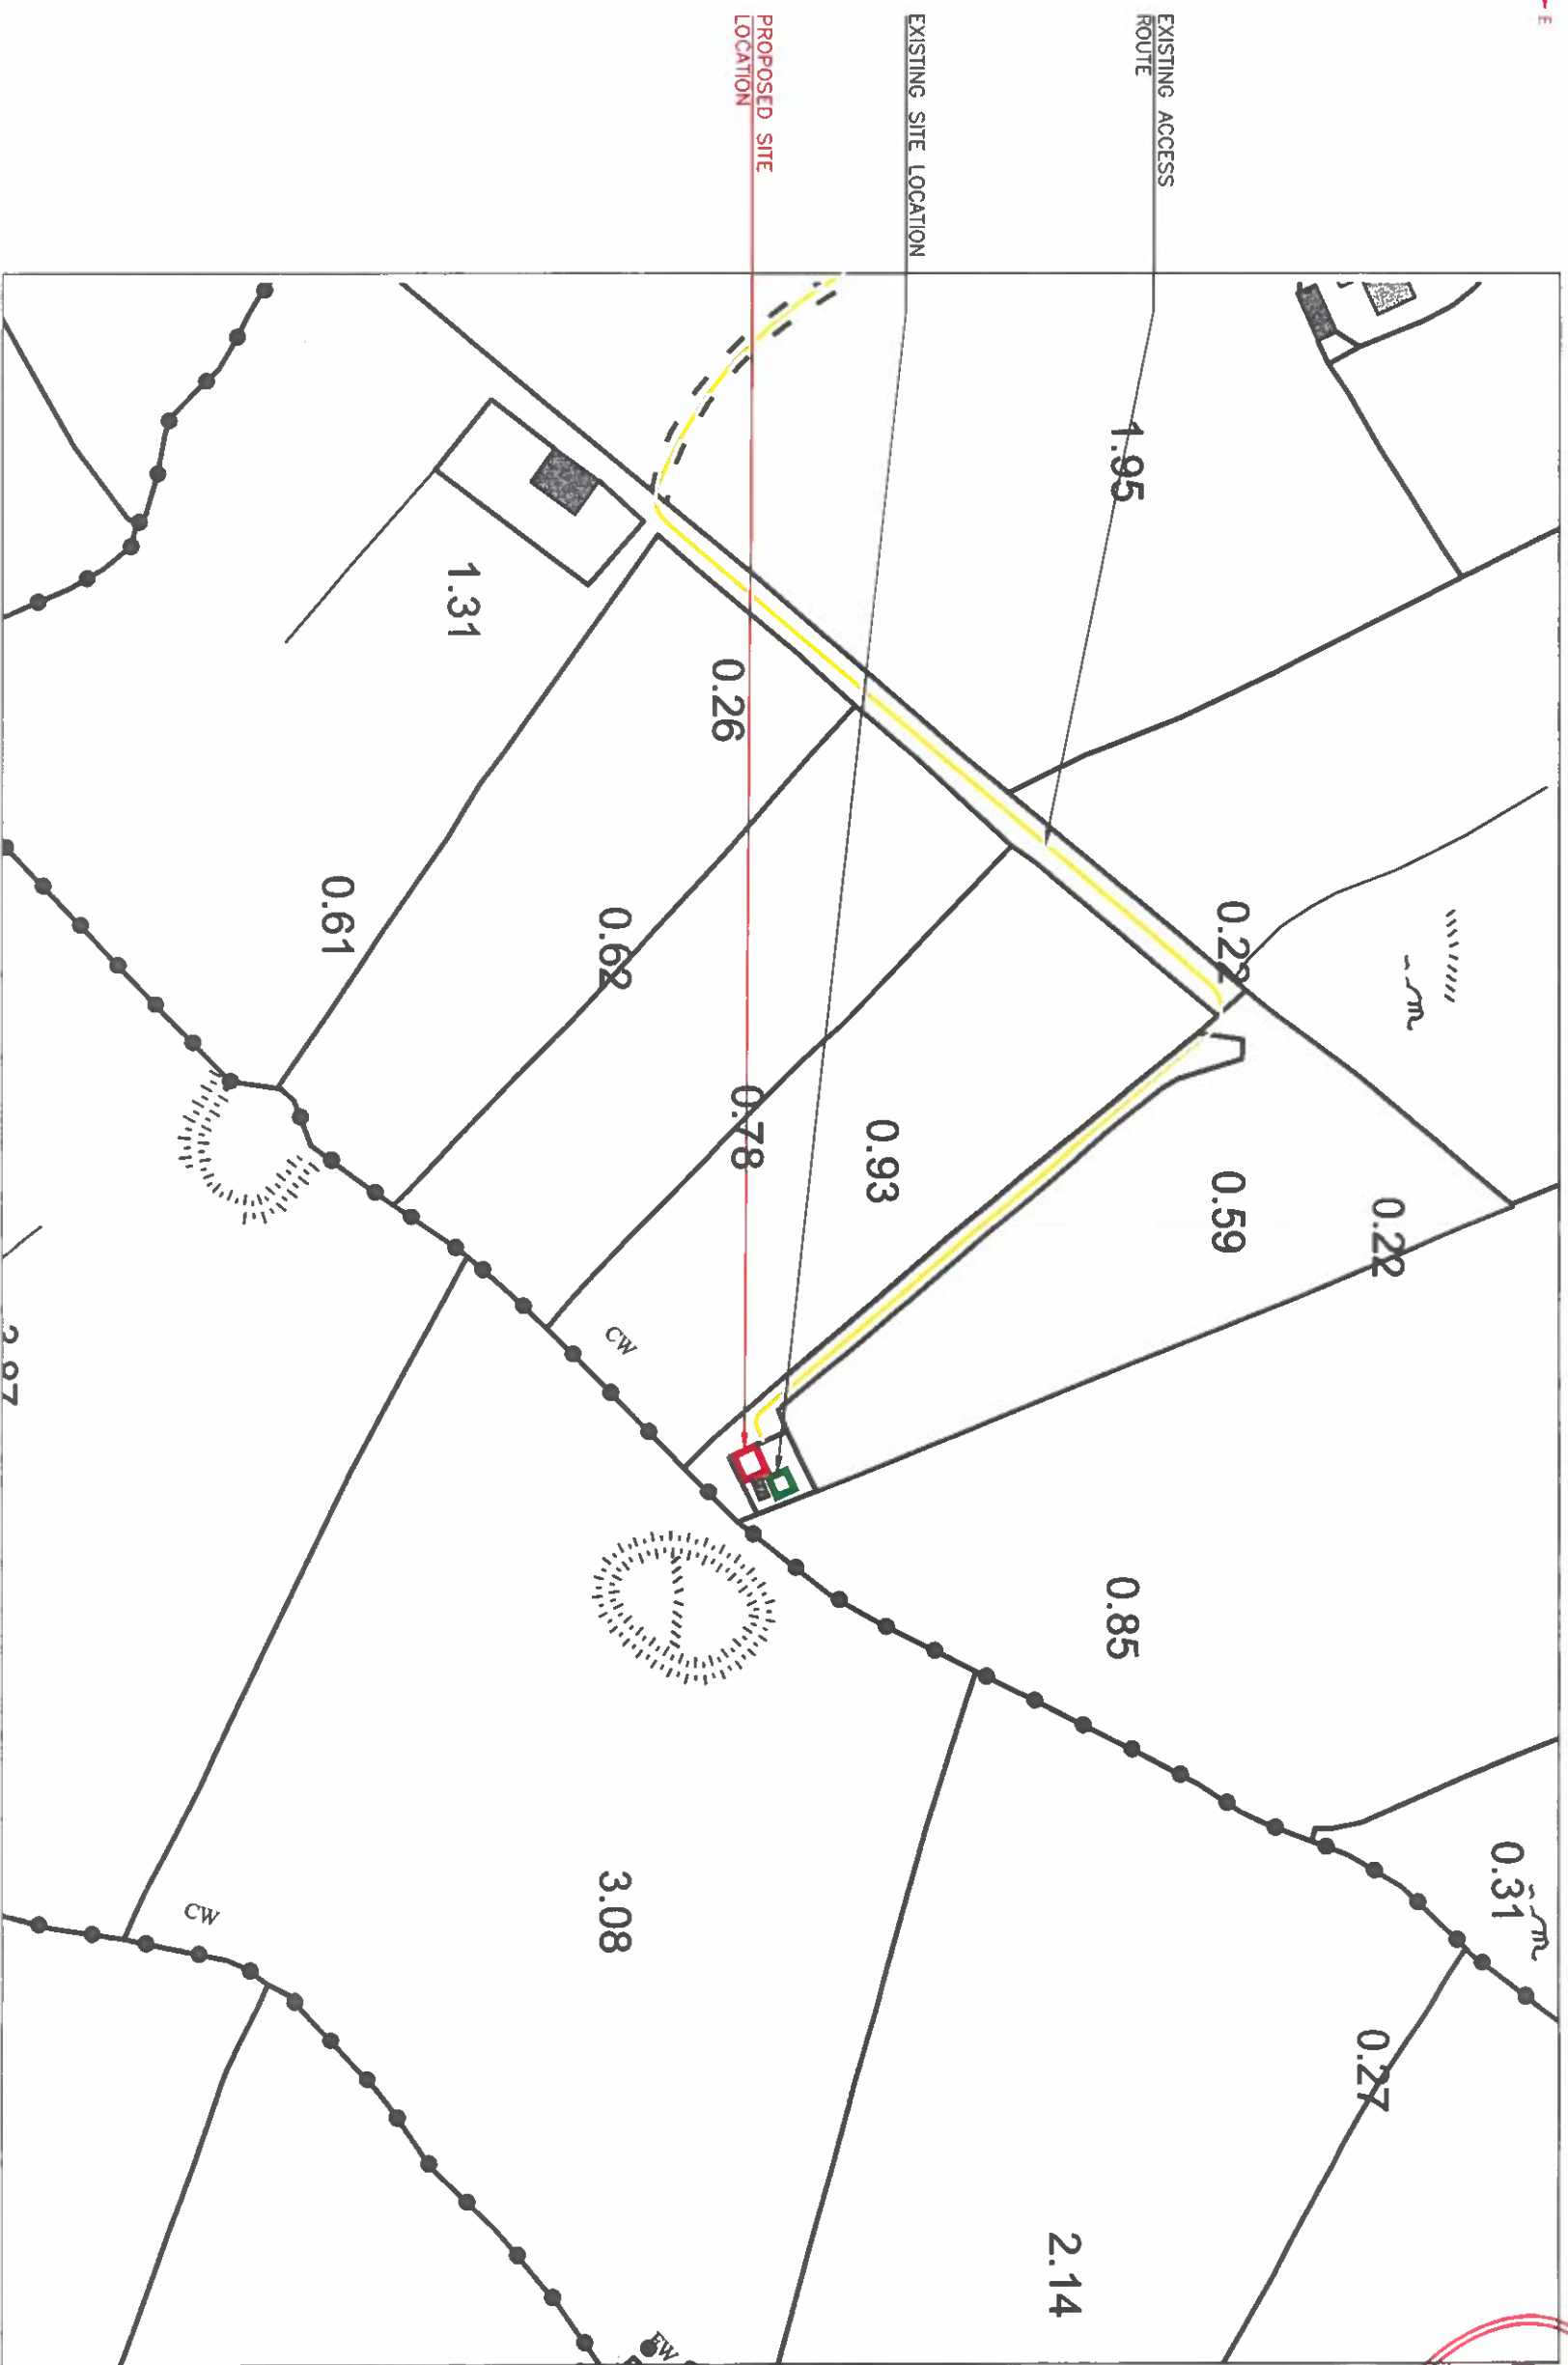 EXISTING ACCESS
ROUTE
EXISTING SITE LOCATION
PROPOSED SITE
LOCATION
E
1.95
1.31
0.26
0.61
0.62
0.22
0.78
0.93
0.59
0.22
CW
0.85
3.08
CW
0.31
0.27
2.14